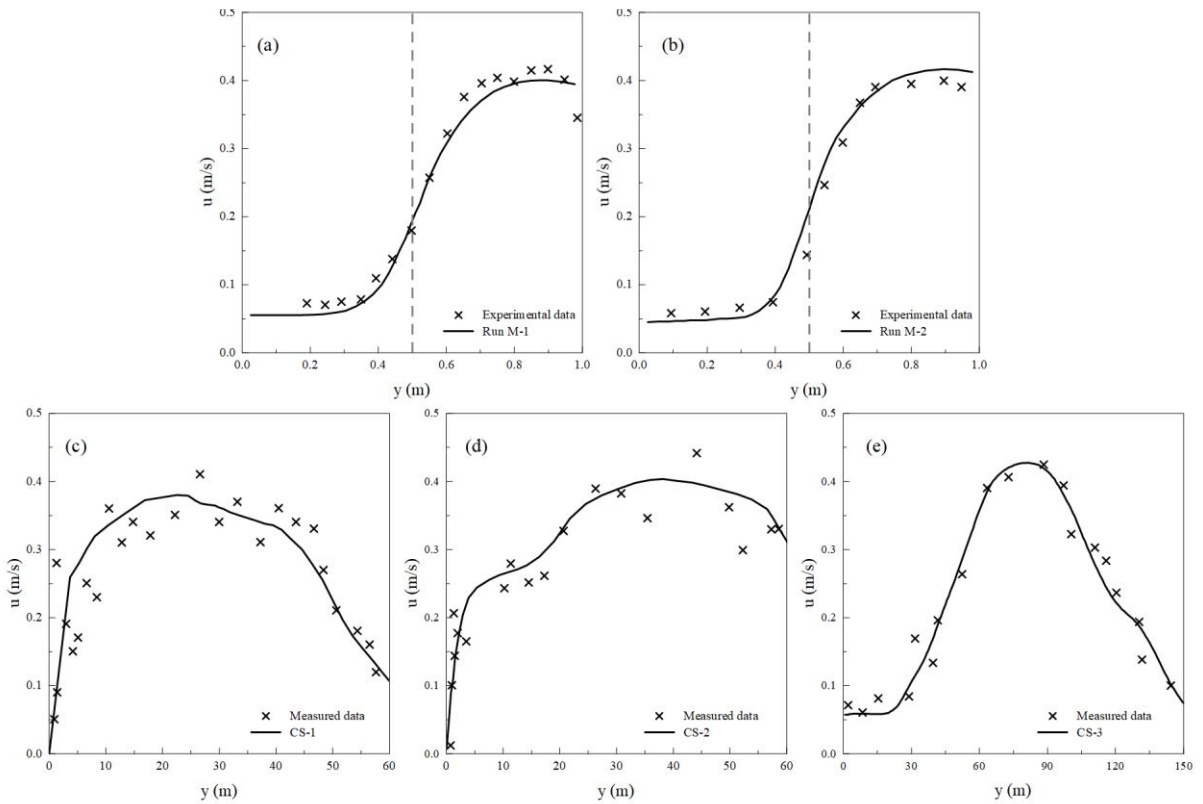 0.5
(a)
0.4
0.3
u (m/s)
0.2
0.1
Experimental data
Run M-1
0.0
0.0 0.2 0.4 0.6 0.8 1.0
y (m)
0.5
(b)
0.4
0.3
u (m/s)
0.2
0.1
Experimental data
Run M-2
0.0
0.0 0.2 0.4 0.6 0.8 1.0
y (m)
0.5
(c)
0.4
0.3
u (m/s)
0.2
0.1
Measured data
CS-1
0.0
0 10 20 30 40 50 60
y (m)
0.5
(d)
0.4
0.3
u (m/s)
0.2
0.1
Measured data
CS-2
0.0
0 10 20 30 40 50 60
y (m)
0.5
(e)
0.4
0.3
u (m/s)
0.2
0.1
Measured data
CS-3
0.0
0 30 60 90 120 150
y (m)